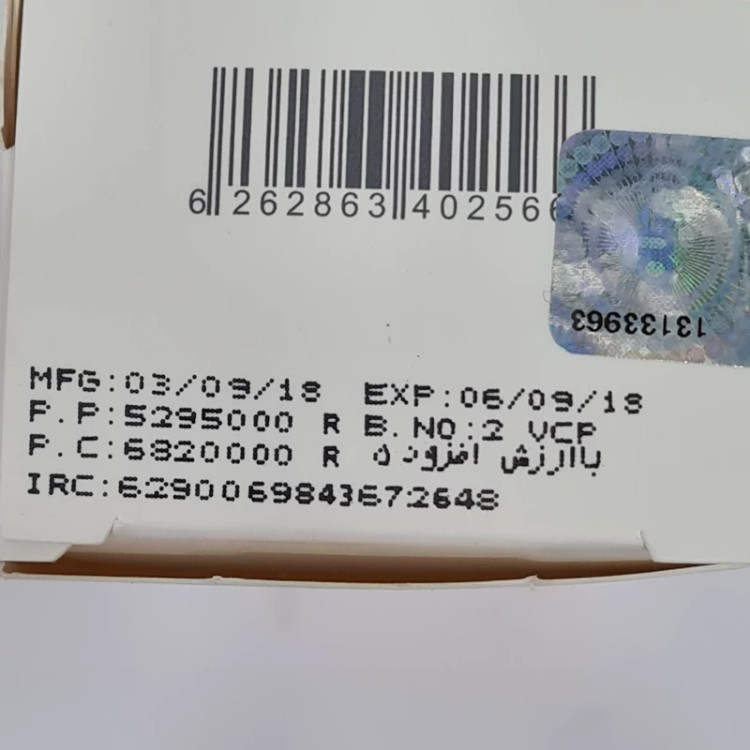 6 262863 40256
13133963
MFG:03/09/18 EXP:06/09/18
P.P:5295000 R B.NO:2 VCP
P.C:6820000 R باارزش افزوده
IRC:6290069843672648